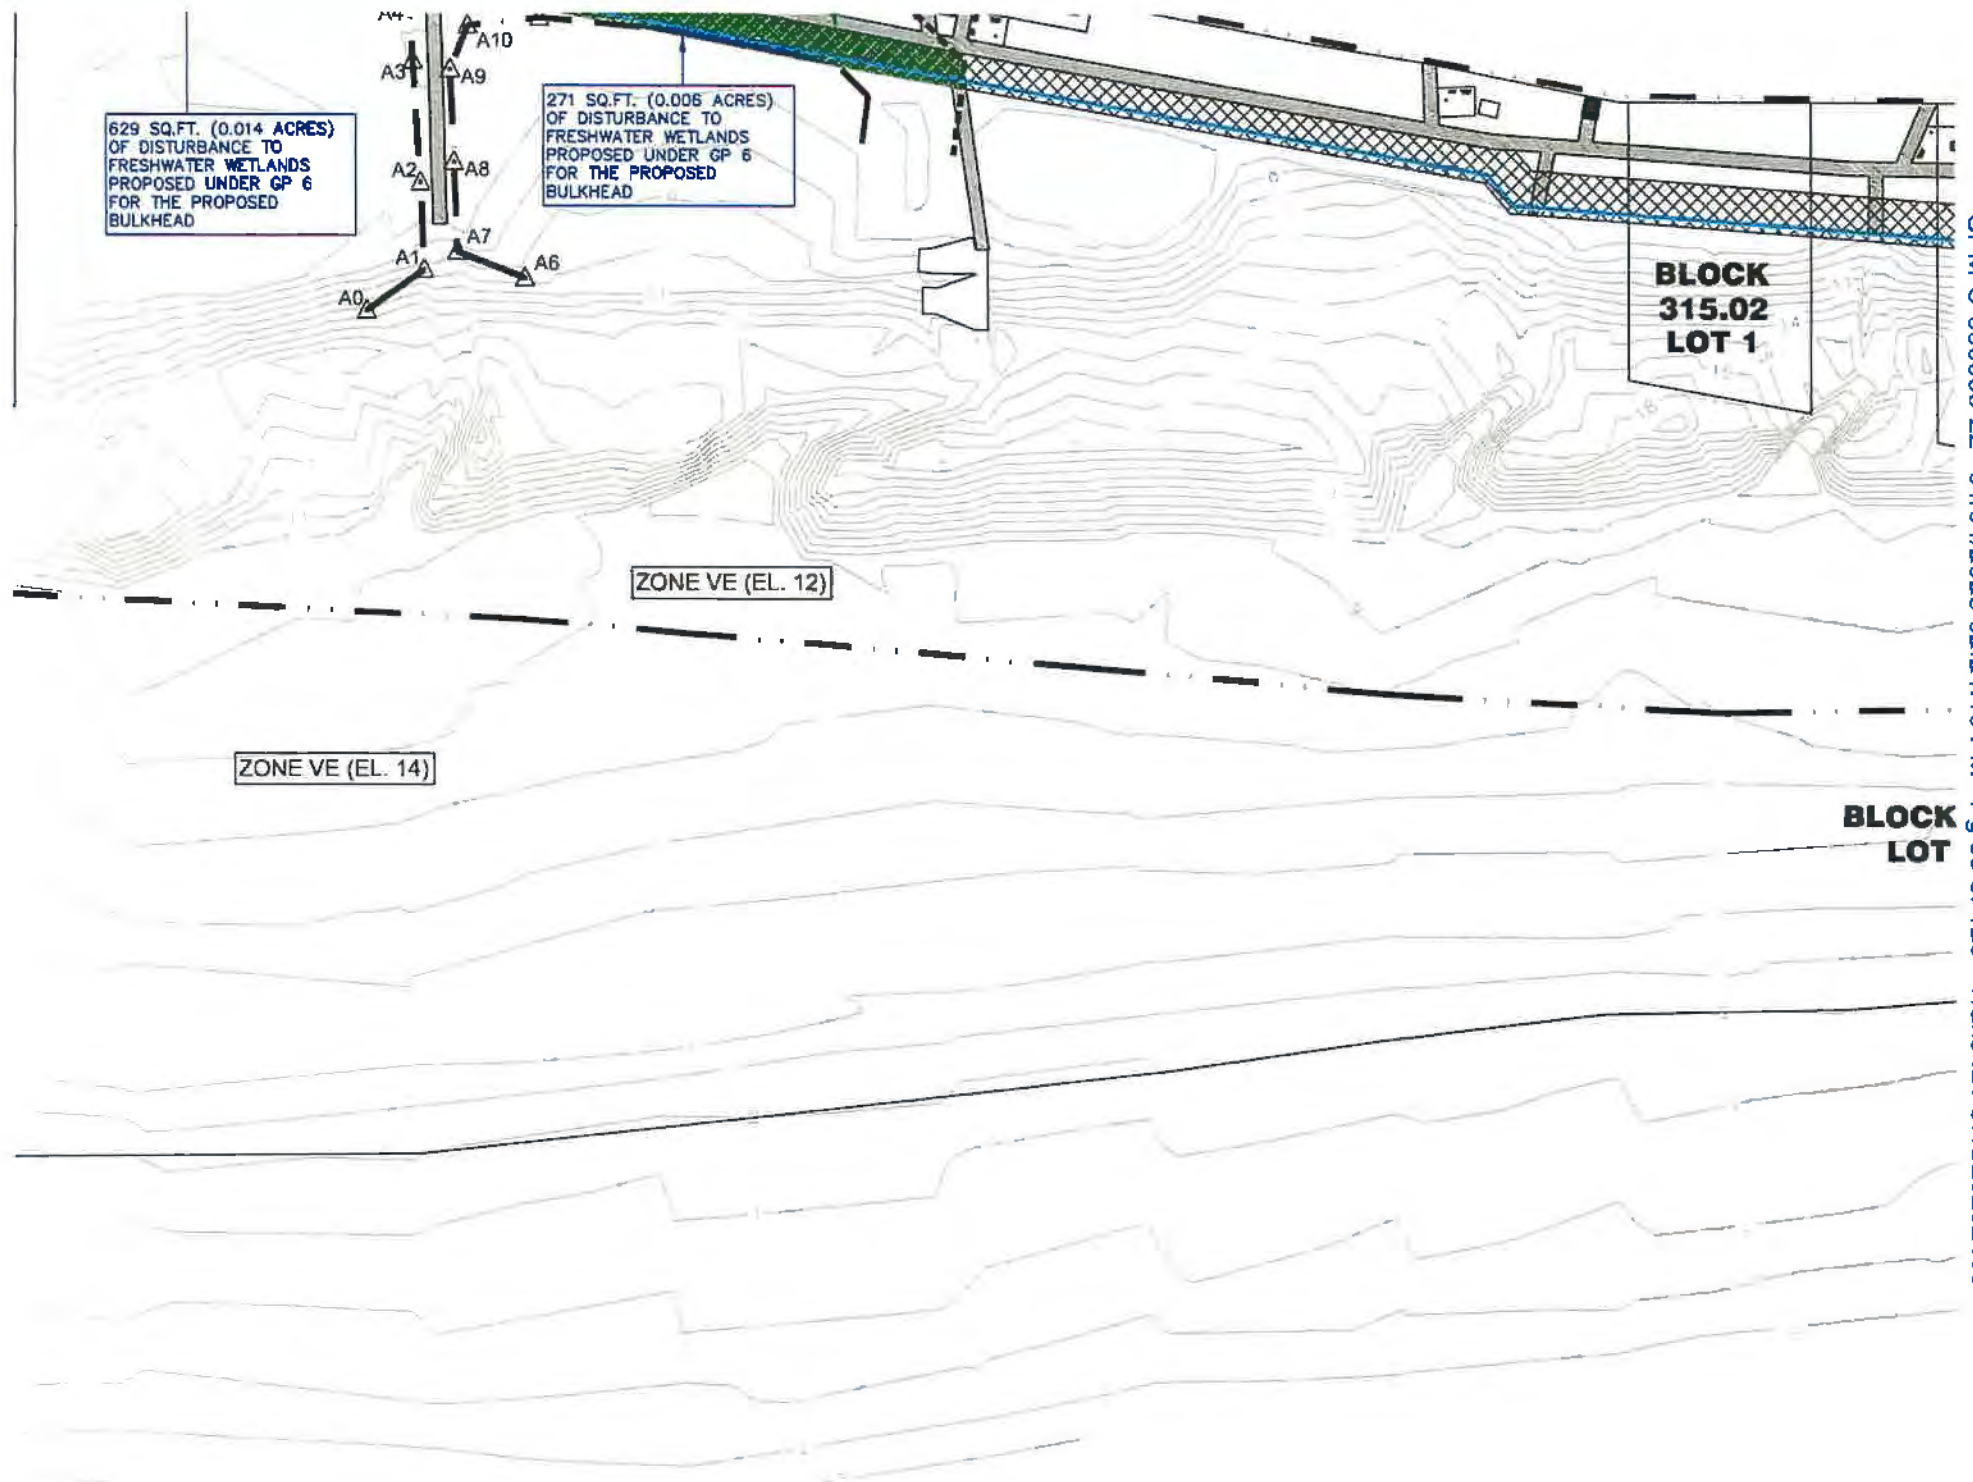 A10
A3
A9
629 SQ.FT. (0.014 ACRES)
OF DISTURBANCE TO
FRESHWATER WETLANDS
PROPOSED UNDER GP 6
FOR THE PROPOSED
BULKHEAD
271 SQ.FT. (0.006 ACRES)
OF DISTURBANCE TO
FRESHWATER WETLANDS
PROPOSED UNDER GP 6
FOR THE PROPOSED
BULKHEAD
A2
A8
A7
A1
A6
A0
BLOCK
315.02
LOT 1
ZONE VE (EL. 12)
ZONE VE (EL. 14)
BLOCK
LOT